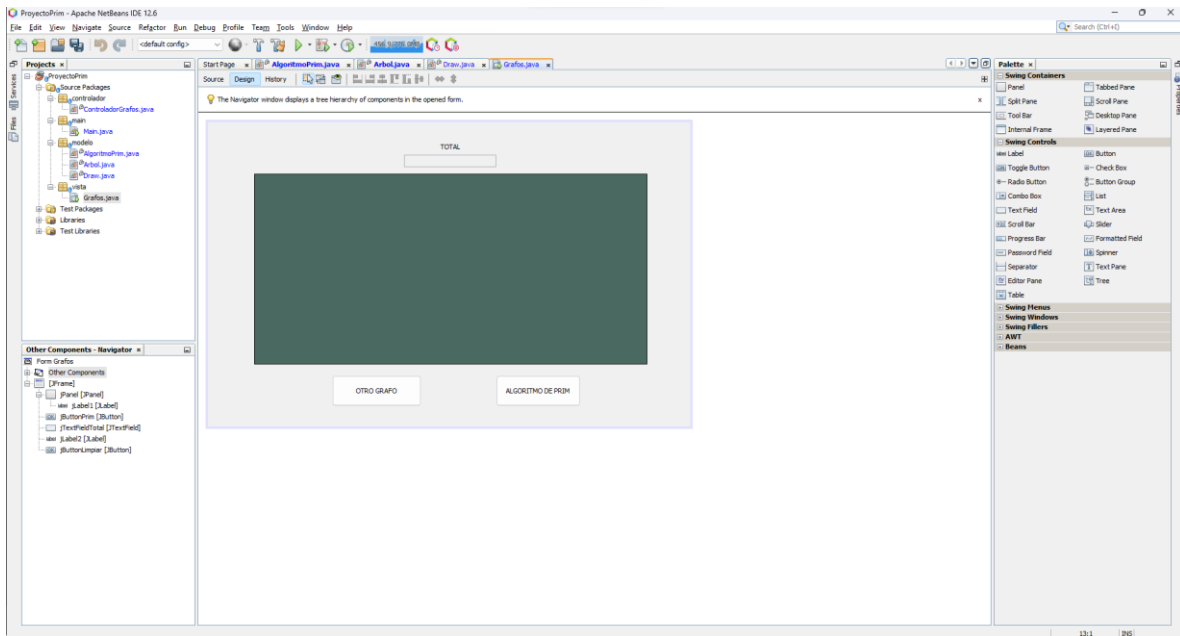 ProyectoPrim - Apache NetBeans IDE 12.6
File Edit View Navigate Source Refactor Run Debug Profile Team Tools Window Help
Search (Ctrl+I)
<default config>
Projects
ProyectoPrim
Source Packages
controlador
ControladorGrafos.java
main
Main.java
modelo
AlgoritmoPrim.java
Arbol.java
Draw.java
vista
Grafos.java
Test Packages
Libraries
Test Libraries
Services
Files
Other Components - Navigator
Form Grafos
Other Components
[JFrame]
jPanel [JPanel]
label jLabel1 [JLabel]
jButtonPrim [JButton]
jTextFieldTotal [JTextField]
label jLabel2 [JLabel]
jButtonLimpiar [JButton]
Start Page AlgoritmoPrim.java Arbol.java Draw.java Grafos.java
Source Design History
The Navigator window displays a tree hierarchy of components in the opened form.
TOTAL
OTRO GRAFO ALGORITMO DE PRIM
Palette
Swing Containers
Panel Tabbed Pane
Split Pane Scroll Pane
Tool Bar Desktop Pane
Internal Frame Layered Pane
Swing Controls
label Label Button
Toggle Button Check Box
Radio Button Button Group
Combo Box List
Text Field Text Area
Scroll Bar Slider
Progress Bar Formatted Field
Password Field Spinner
Separator Text Pane
Editor Pane Tree
Table
Swing Menus
Swing Windows
Swing Fillers
AWT
Beans
Properties
13:1 INS